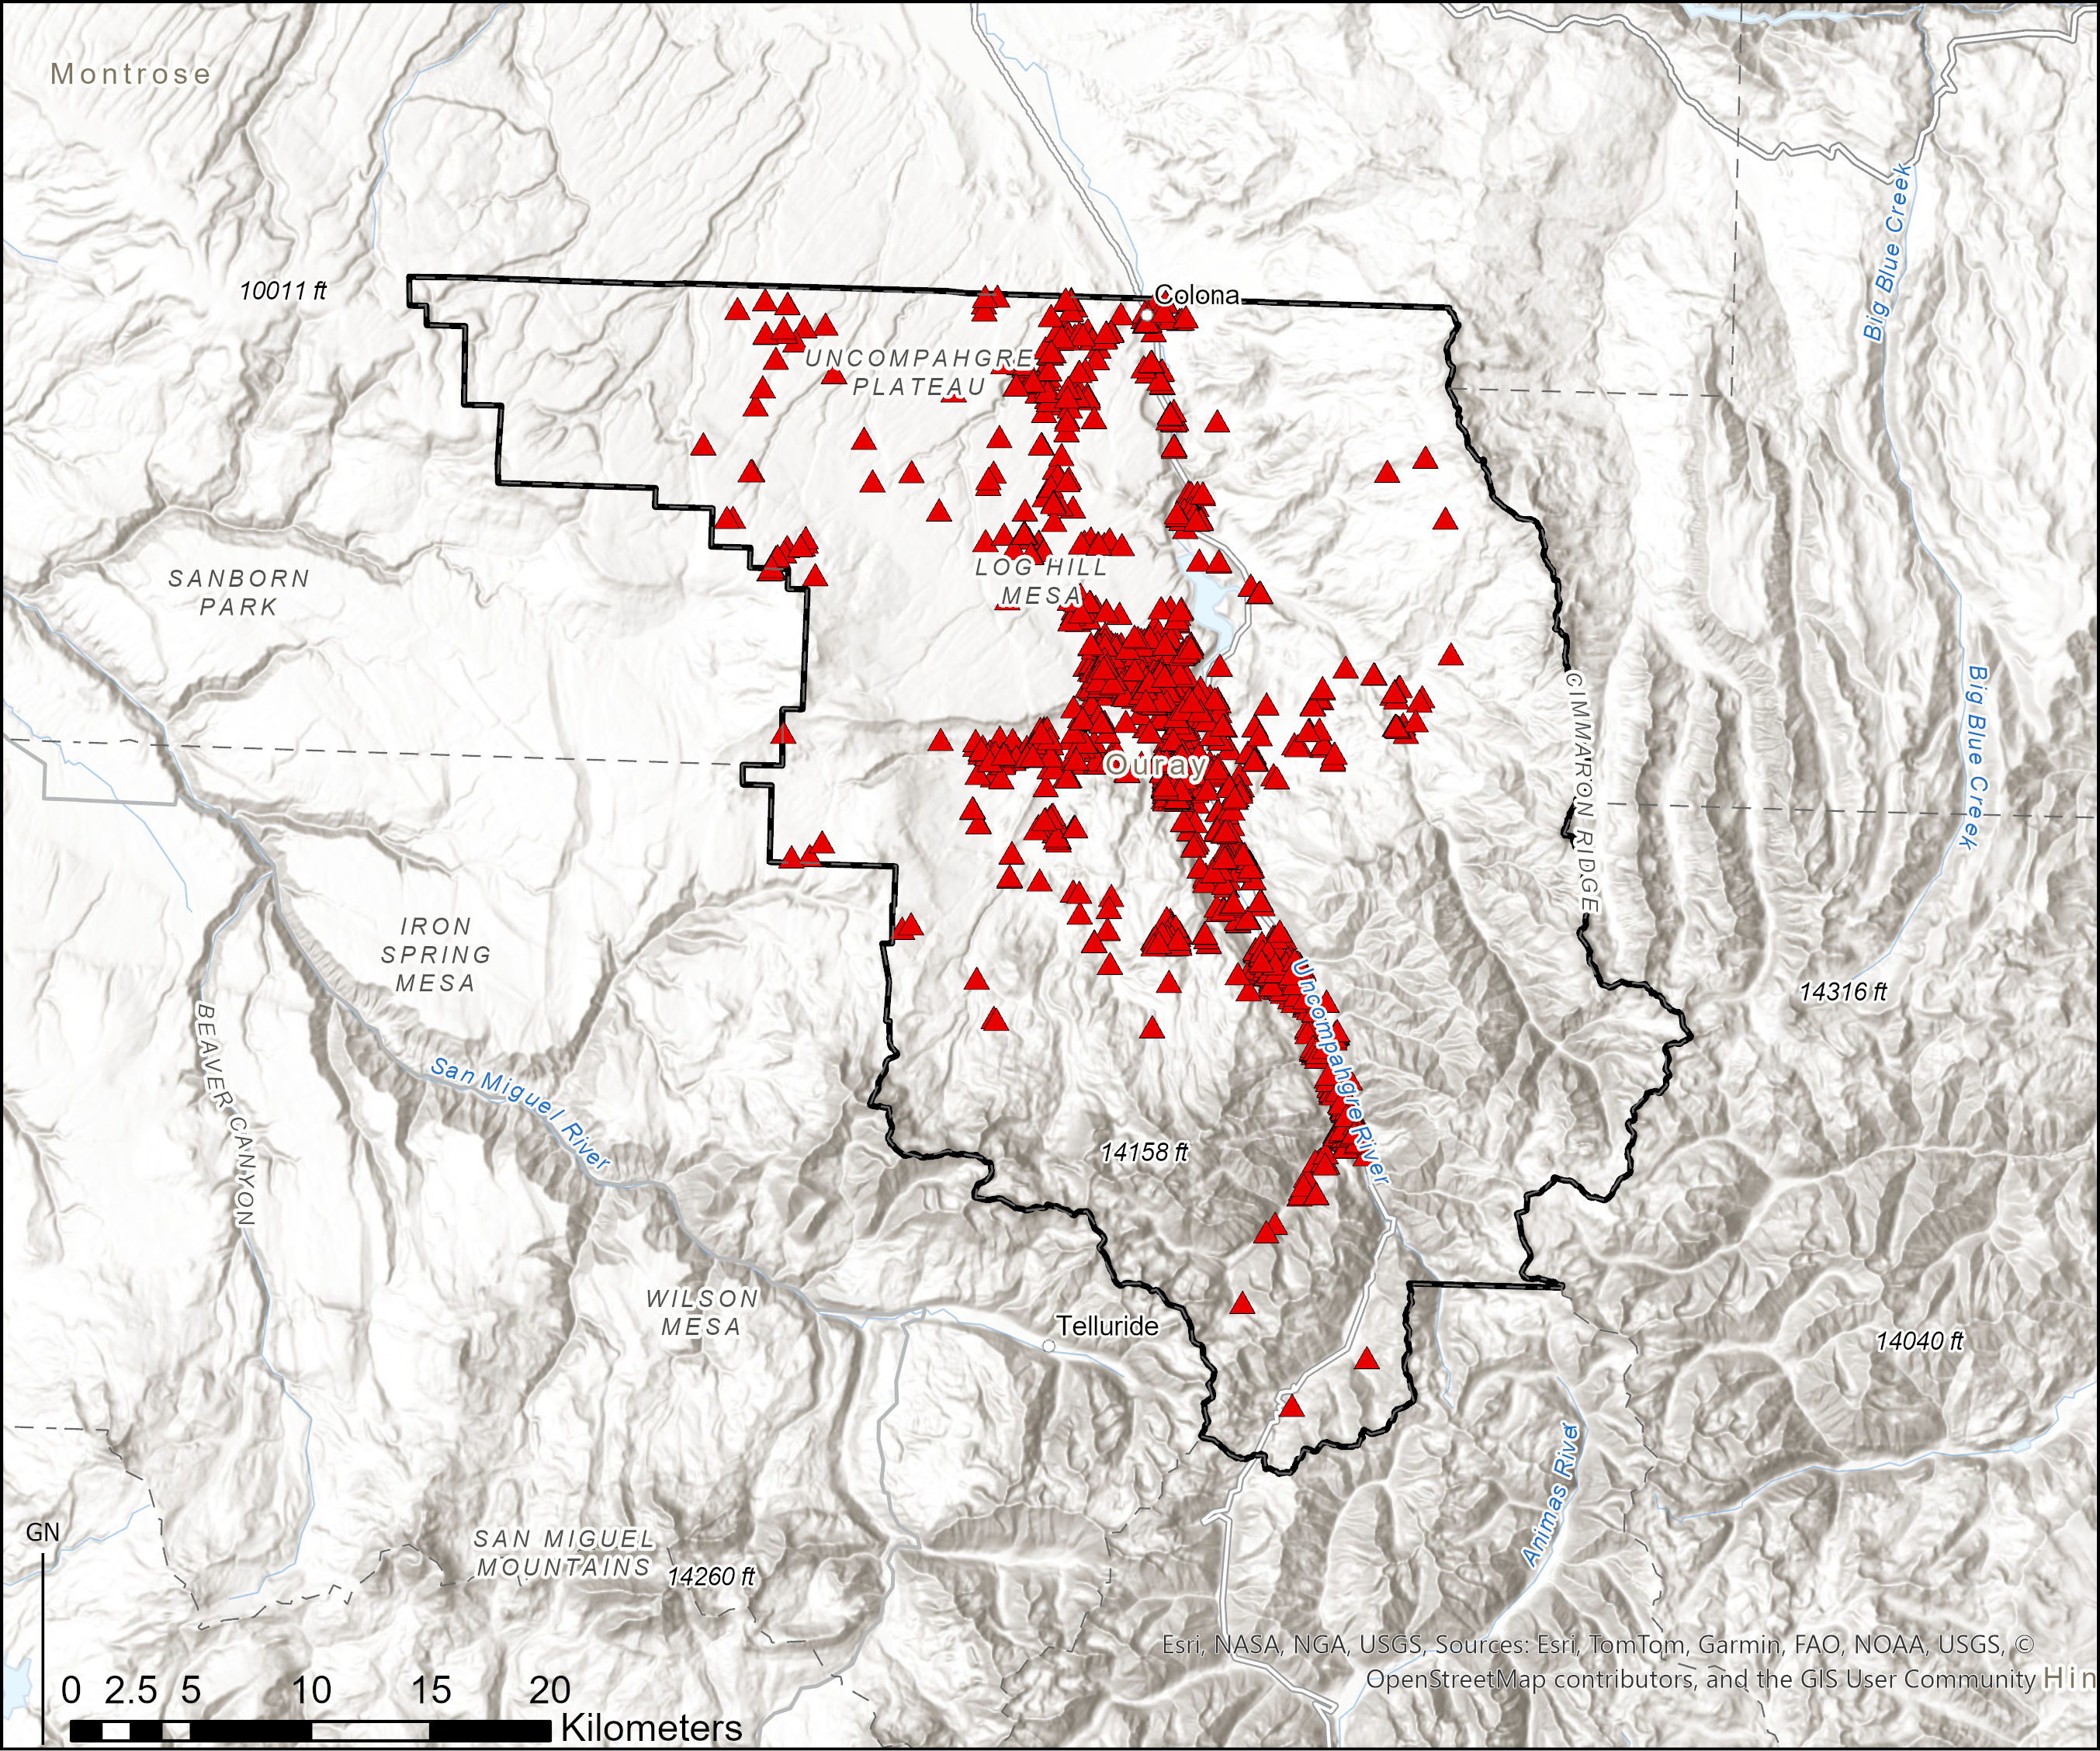 Montrose
Big Blue Creek
10011 ft
Colona
UNCOMPAHGRE
PLATEAU
SANBORN
PARK
LOG HILL
MESA
CIMMARON RIDGE
Big Blue Creek
Ouray
IRON
SPRING
MESA
Uncompahgre River
14316 ft
BEAVER CANYON
San Miguel River
14158 ft
WILSON
MESA
Telluride
14040 ft
Animas River
GN
SAN MIGUEL
MOUNTAINS
14260 ft
Esri, NASA, NGA, USGS, Sources: Esri, TomTom, Garmin, FAO, NOAA, USGS, ©
OpenStreetMap contributors, and the GIS User Community
Hin
0 2.5 5 10 15 20
Kilometers